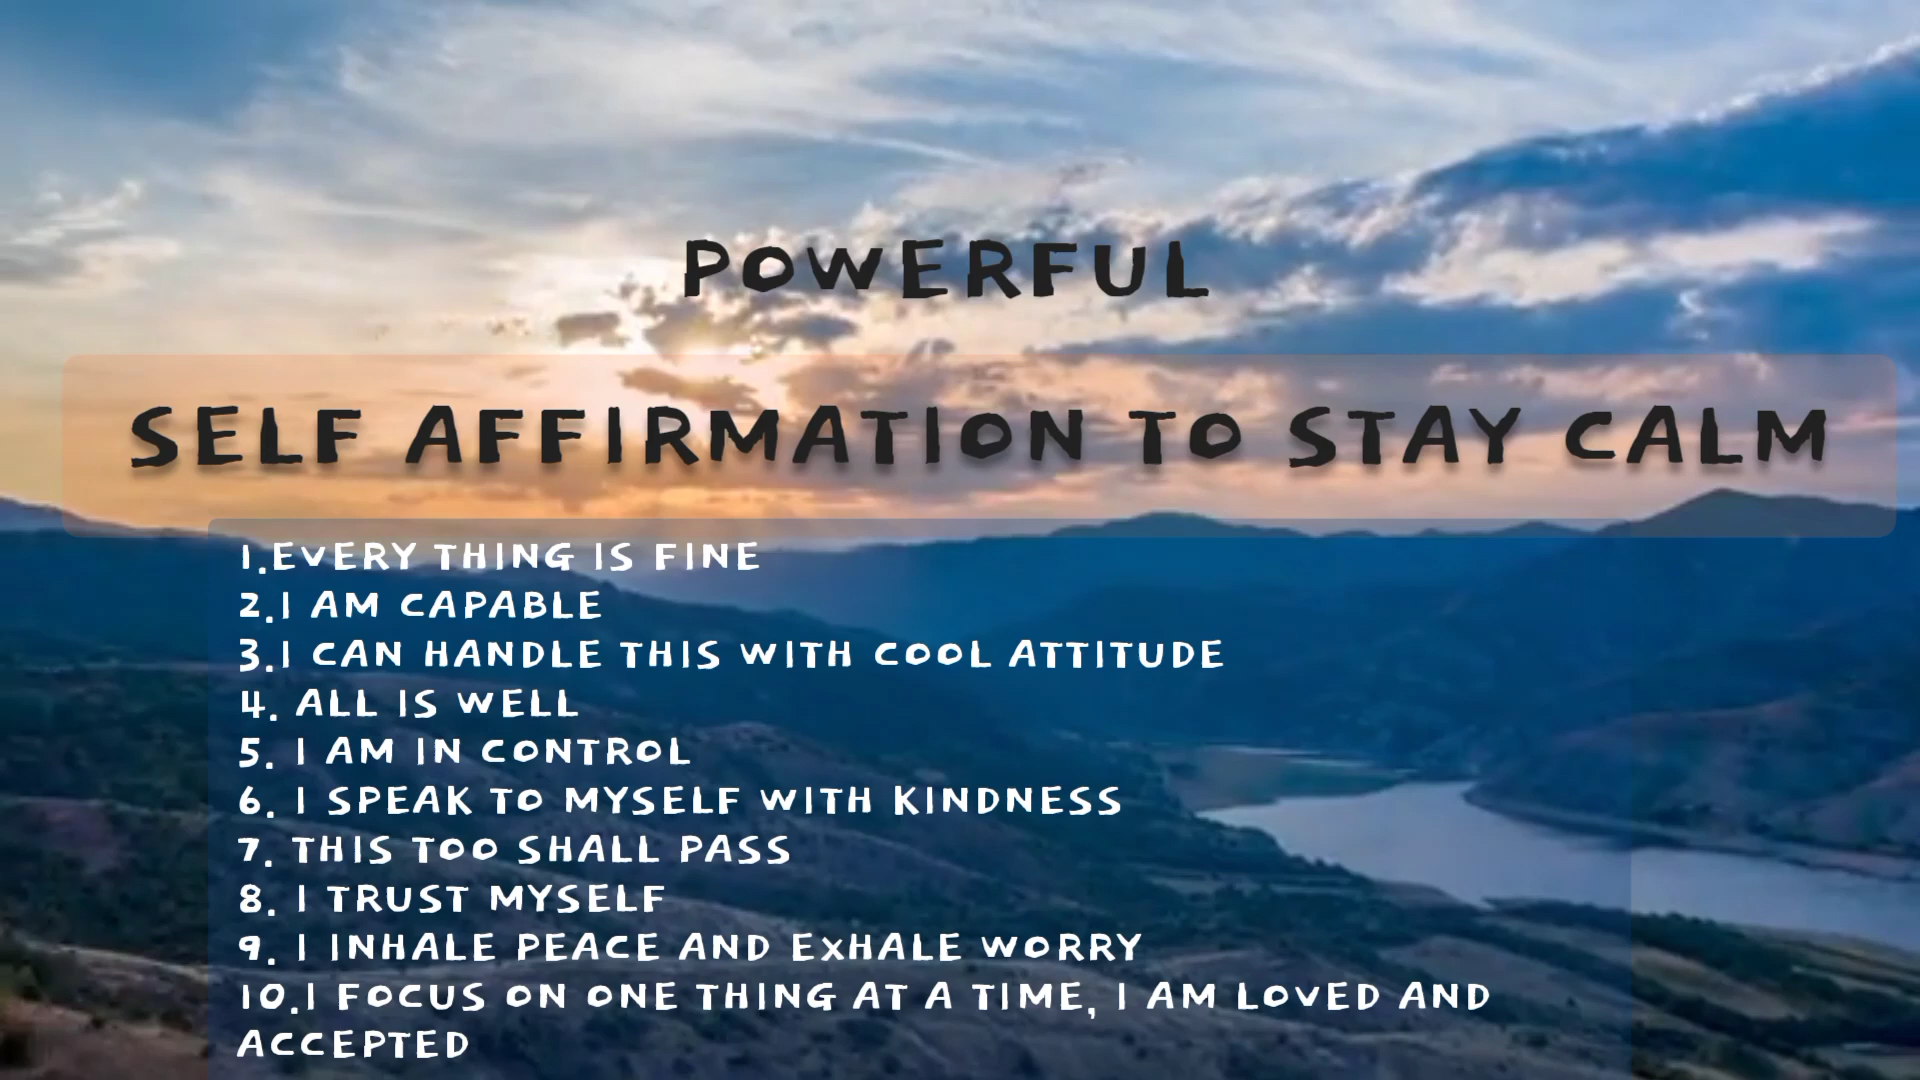 POWERFUL
SELF AFFIRMATION TO STAY CALM
1.EVERY THING IS FINE
2.I AM CAPABLE
3.I CAN HANDLE THIS WITH COOL ATTITUDE
4. ALL IS WELL
5. I AM IN CONTROL
6. I SPEAK TO MYSELF WITH KINDNESS
7. THIS TOO SHALL PASS
8. I TRUST MYSELF
9. I INHALE PEACE AND EXHALE WORRY
10.I FOCUS ON ONE THING AT A TIME, I AM LOVED AND
ACCEPTED